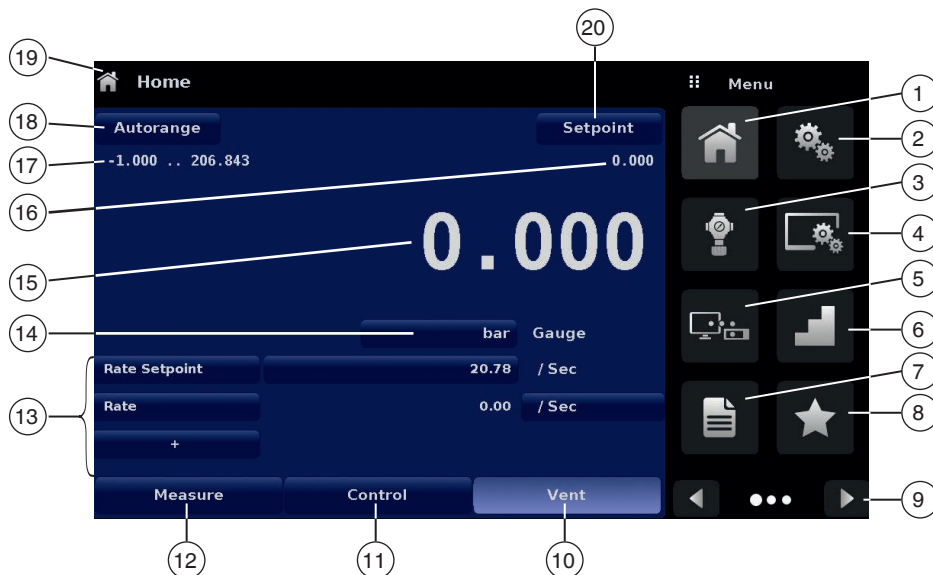 20
19
Home
Menu
1
18
Autorange
Setpoint
2
17
-1.000 .. 206.843
0.000
3
16
4
0.000
15
5
14
bar Gauge
6
Rate Setpoint 20.78 / Sec
7
13
Rate 0.00 / Sec
8
+
Measure Control Vent
9
12
11
10